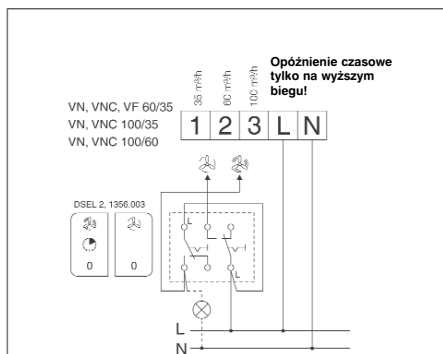 Opóźnienie czasowe
tylko na wyższym
biegu!
35 m³/h
60 m³/h
100 m³/h
VN, VNC, VF 60/35
VN, VNC 100/35
VN, VNC 100/60
1 2 3 L N
DSEL 2, 1356.003
0
0
L
L
L
N